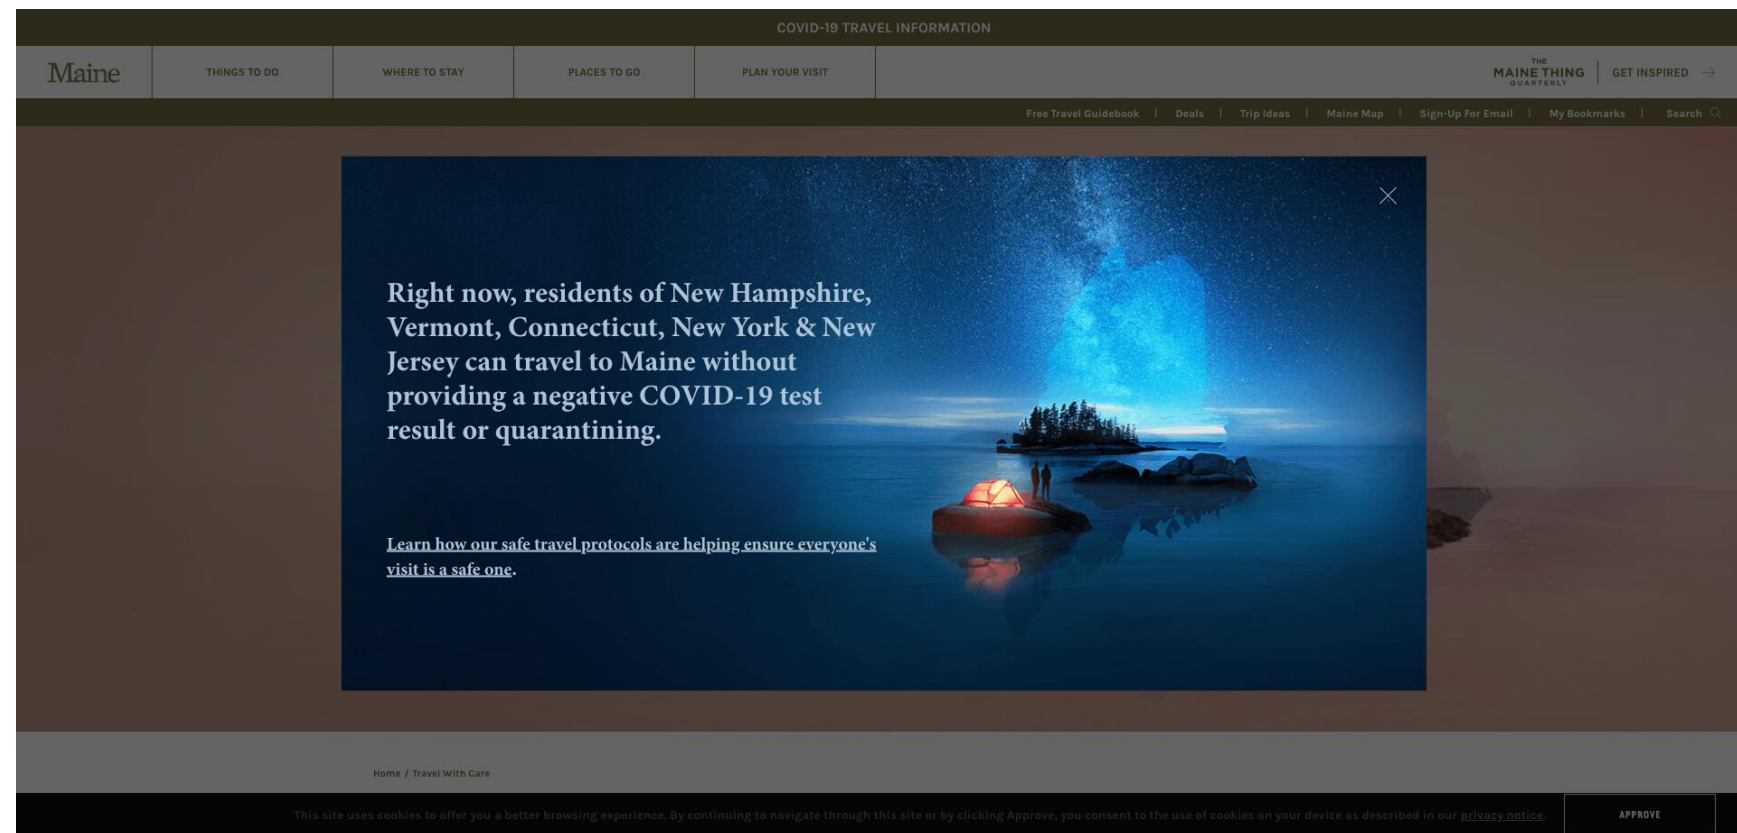 COVID-19 TRAVEL INFORMATION
Maine
THINGS TO DO
WHERE TO STAY
PLACES TO GO
PLAN YOUR VISIT
THE
MAINE THING
QUARTERLY
GET INSPIRED
Free Travel Guidebook | Deals | Trip Ideas | Maine Map | Sign-Up For Email | My Bookmarks | Search
Right now, residents of New Hampshire,
Vermont, Connecticut, New York & New
Jersey can travel to Maine without
providing a negative COVID-19 test
result or quarantining.
Learn how our safe travel protocols are helping ensure everyone's
visit is a safe one.
Home / Travel With Care
This site uses cookies to offer you a better browsing experience. By continuing to navigate through this site or by clicking Approve, you consent to the use of cookies on your device as described in our privacy notice.
APPROVE